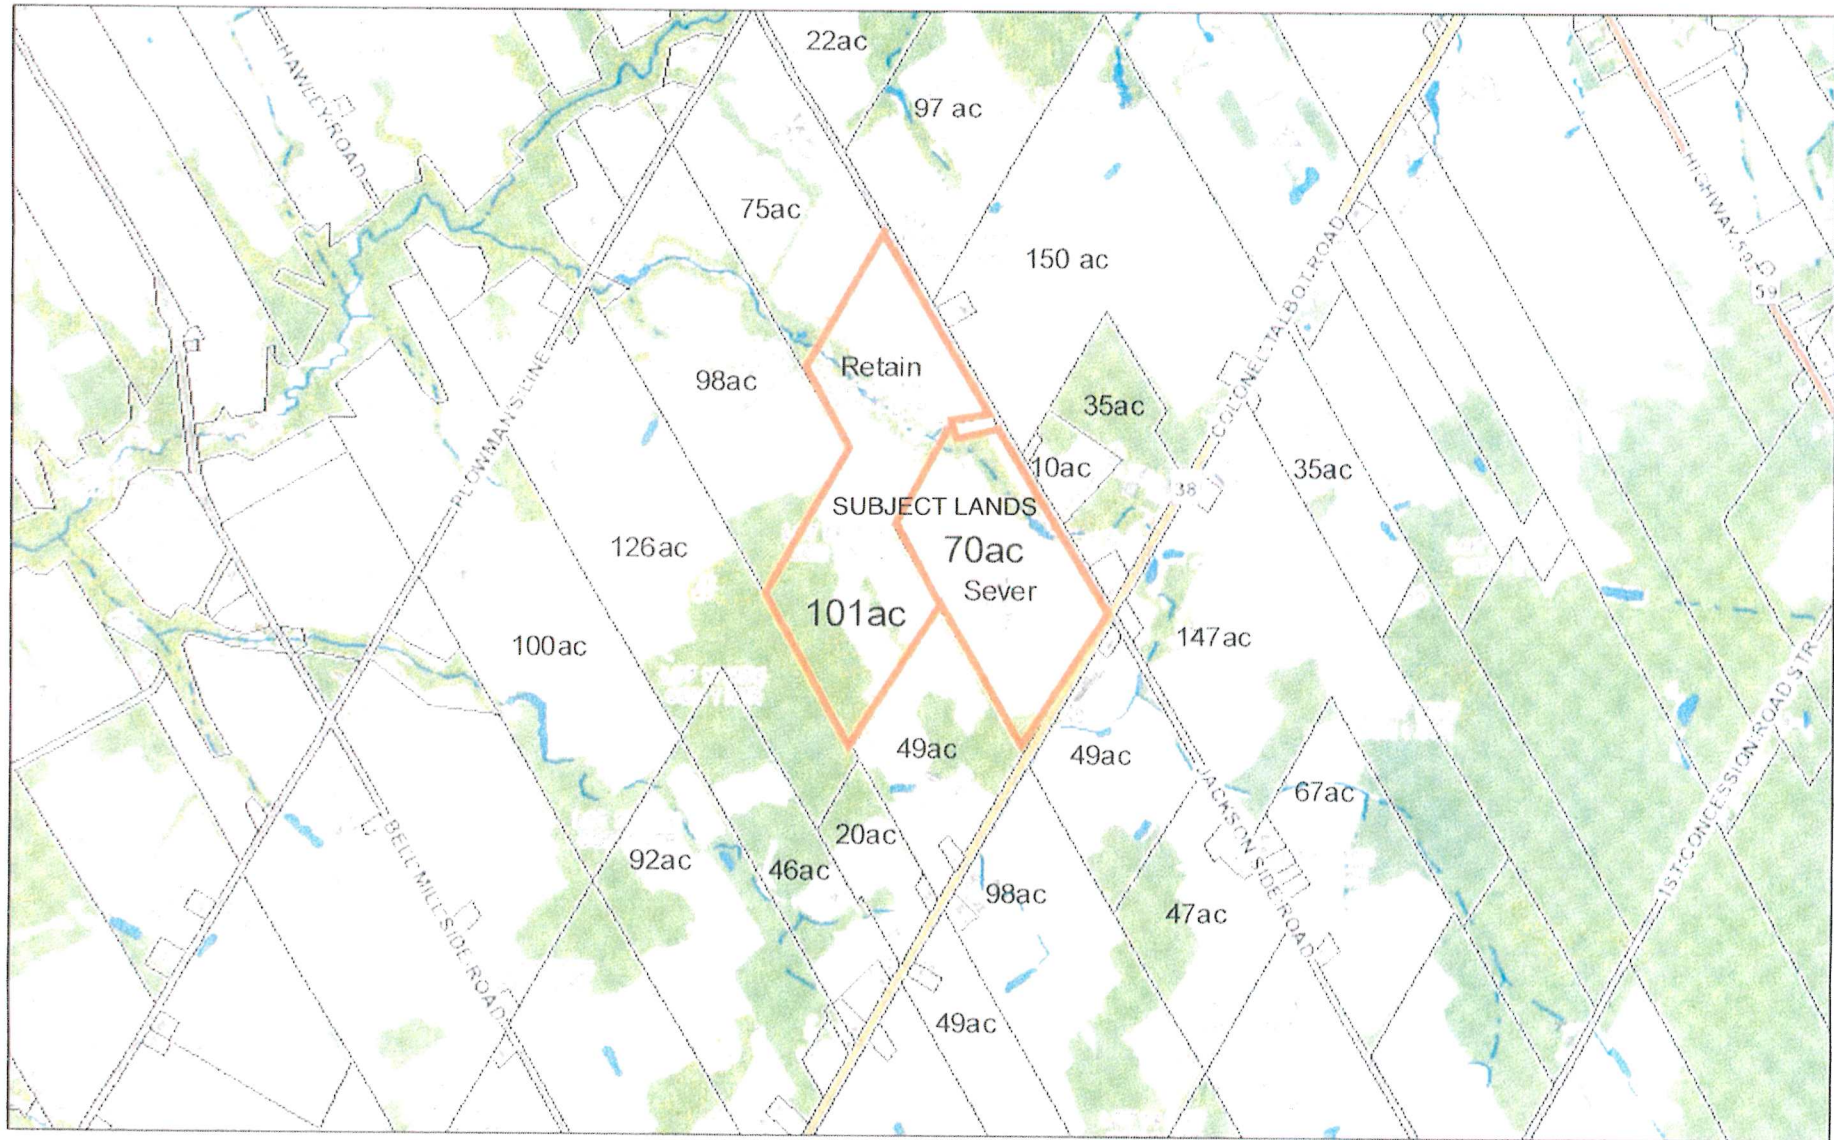 22ac
HAWLEY ROAD
97 ac
75ac
150 ac
HIGHWAY 59
59
COLONEL TALBOT ROAD
Retain
98ac
PLOWMANS LINE
35ac
10ac
35ac
38
SUBJECT LANDS
126ac
70ac
Sever
101ac
100ac
147ac
49ac
49ac
67ac
JACKSON SIDE ROAD
1ST CONCESSION ROAD STR
BELL MILL SIDE ROAD
20ac
92ac
46ac
98ac
47ac
49ac